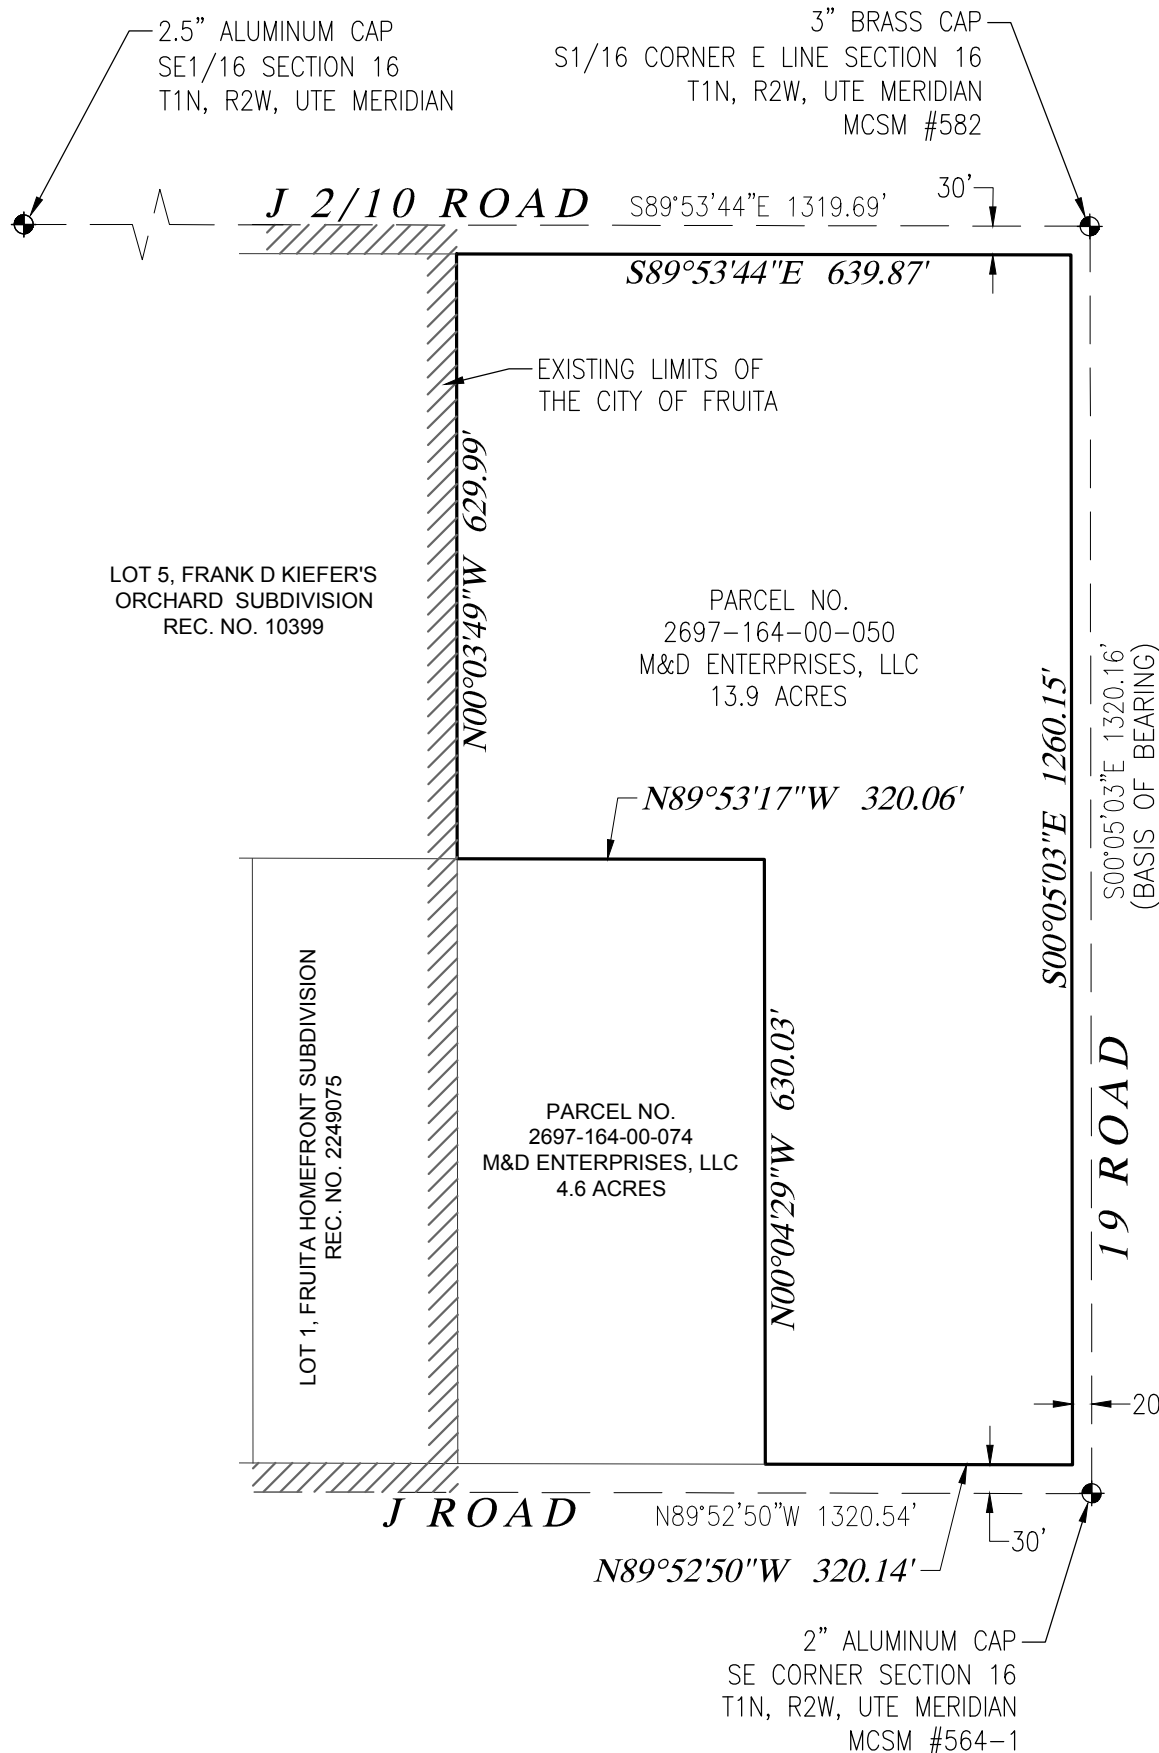 2.5” ALUMINUM CAP
SE1/16 SECTION 16
T1N, R2W, UTE MERIDIAN
3” BRASS CAP
S1/16 CORNER E LINE SECTION 16
T1N, R2W, UTE MERIDIAN
MCSM #582
J 2/10 ROAD
S89°53’44”E 1319.69’
30’
S89°53'44"E 639.87'
EXISTING LIMITS OF
THE CITY OF FRUITA
N00°03'49"W 629.99'
LOT 5, FRANK D KIEFER'S
ORCHARD SUBDIVISION
REC. NO. 10399
PARCEL NO.
2697-164-00-050
M&D ENTERPRISES, LLC
13.9 ACRES
S00°05'03"E 1260.15'
S00°05’03”E 1320.16’
(BASIS OF BEARING)
N89°53'17"W 320.06'
LOT 1, FRUITA HOMEFRONT SUBDIVISION
REC. NO. 2249075
PARCEL NO.
2697-164-00-074
M&D ENTERPRISES, LLC
4.6 ACRES
N00°04'29"W 630.03'
19 ROAD
20
J ROAD
N89°52’50”W 1320.54’
30’
N89°52'50"W 320.14'
2” ALUMINUM CAP
SE CORNER SECTION 16
T1N, R2W, UTE MERIDIAN
MCSM #564-1